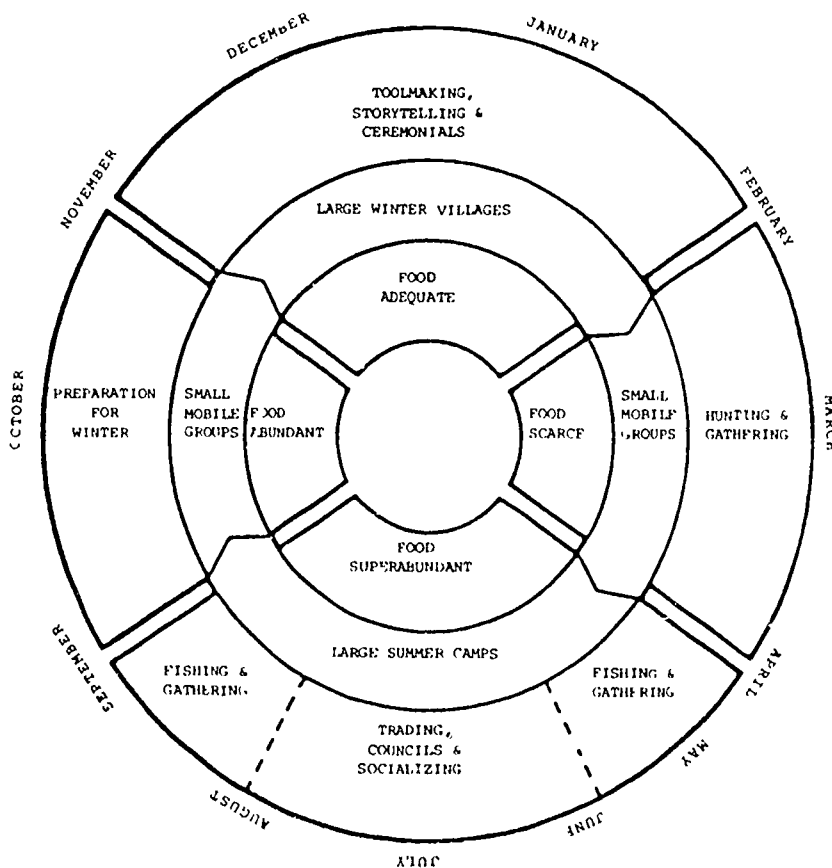 DECEMBER
JANUARY
TOOLMAKING,
STORYTELLING &
CEREMONIALS
NOVEMBER
FEBRUARY
LARGE WINTER VILLAGES
FOOD
ADEQUATE
OCTOBER
PREPARATION
FOR
WINTER
SMALL
MOBILE
GROUPS
FOOD
ABUNDANT
FOOD
SCARCE
SMALL
MOBILE
GROUPS
HUNTING &
GATHERING
MARCH
FOOD
SUPERABUNDANT
SEPTEMBER
FISHING &
GATHERING
LARGE SUMMER CAMPS
FISHING &
GATHERING
APRIL
TRADING,
COUNCILS &
SOCIALIZING
MAY
AUGUST
JUNE
JULY